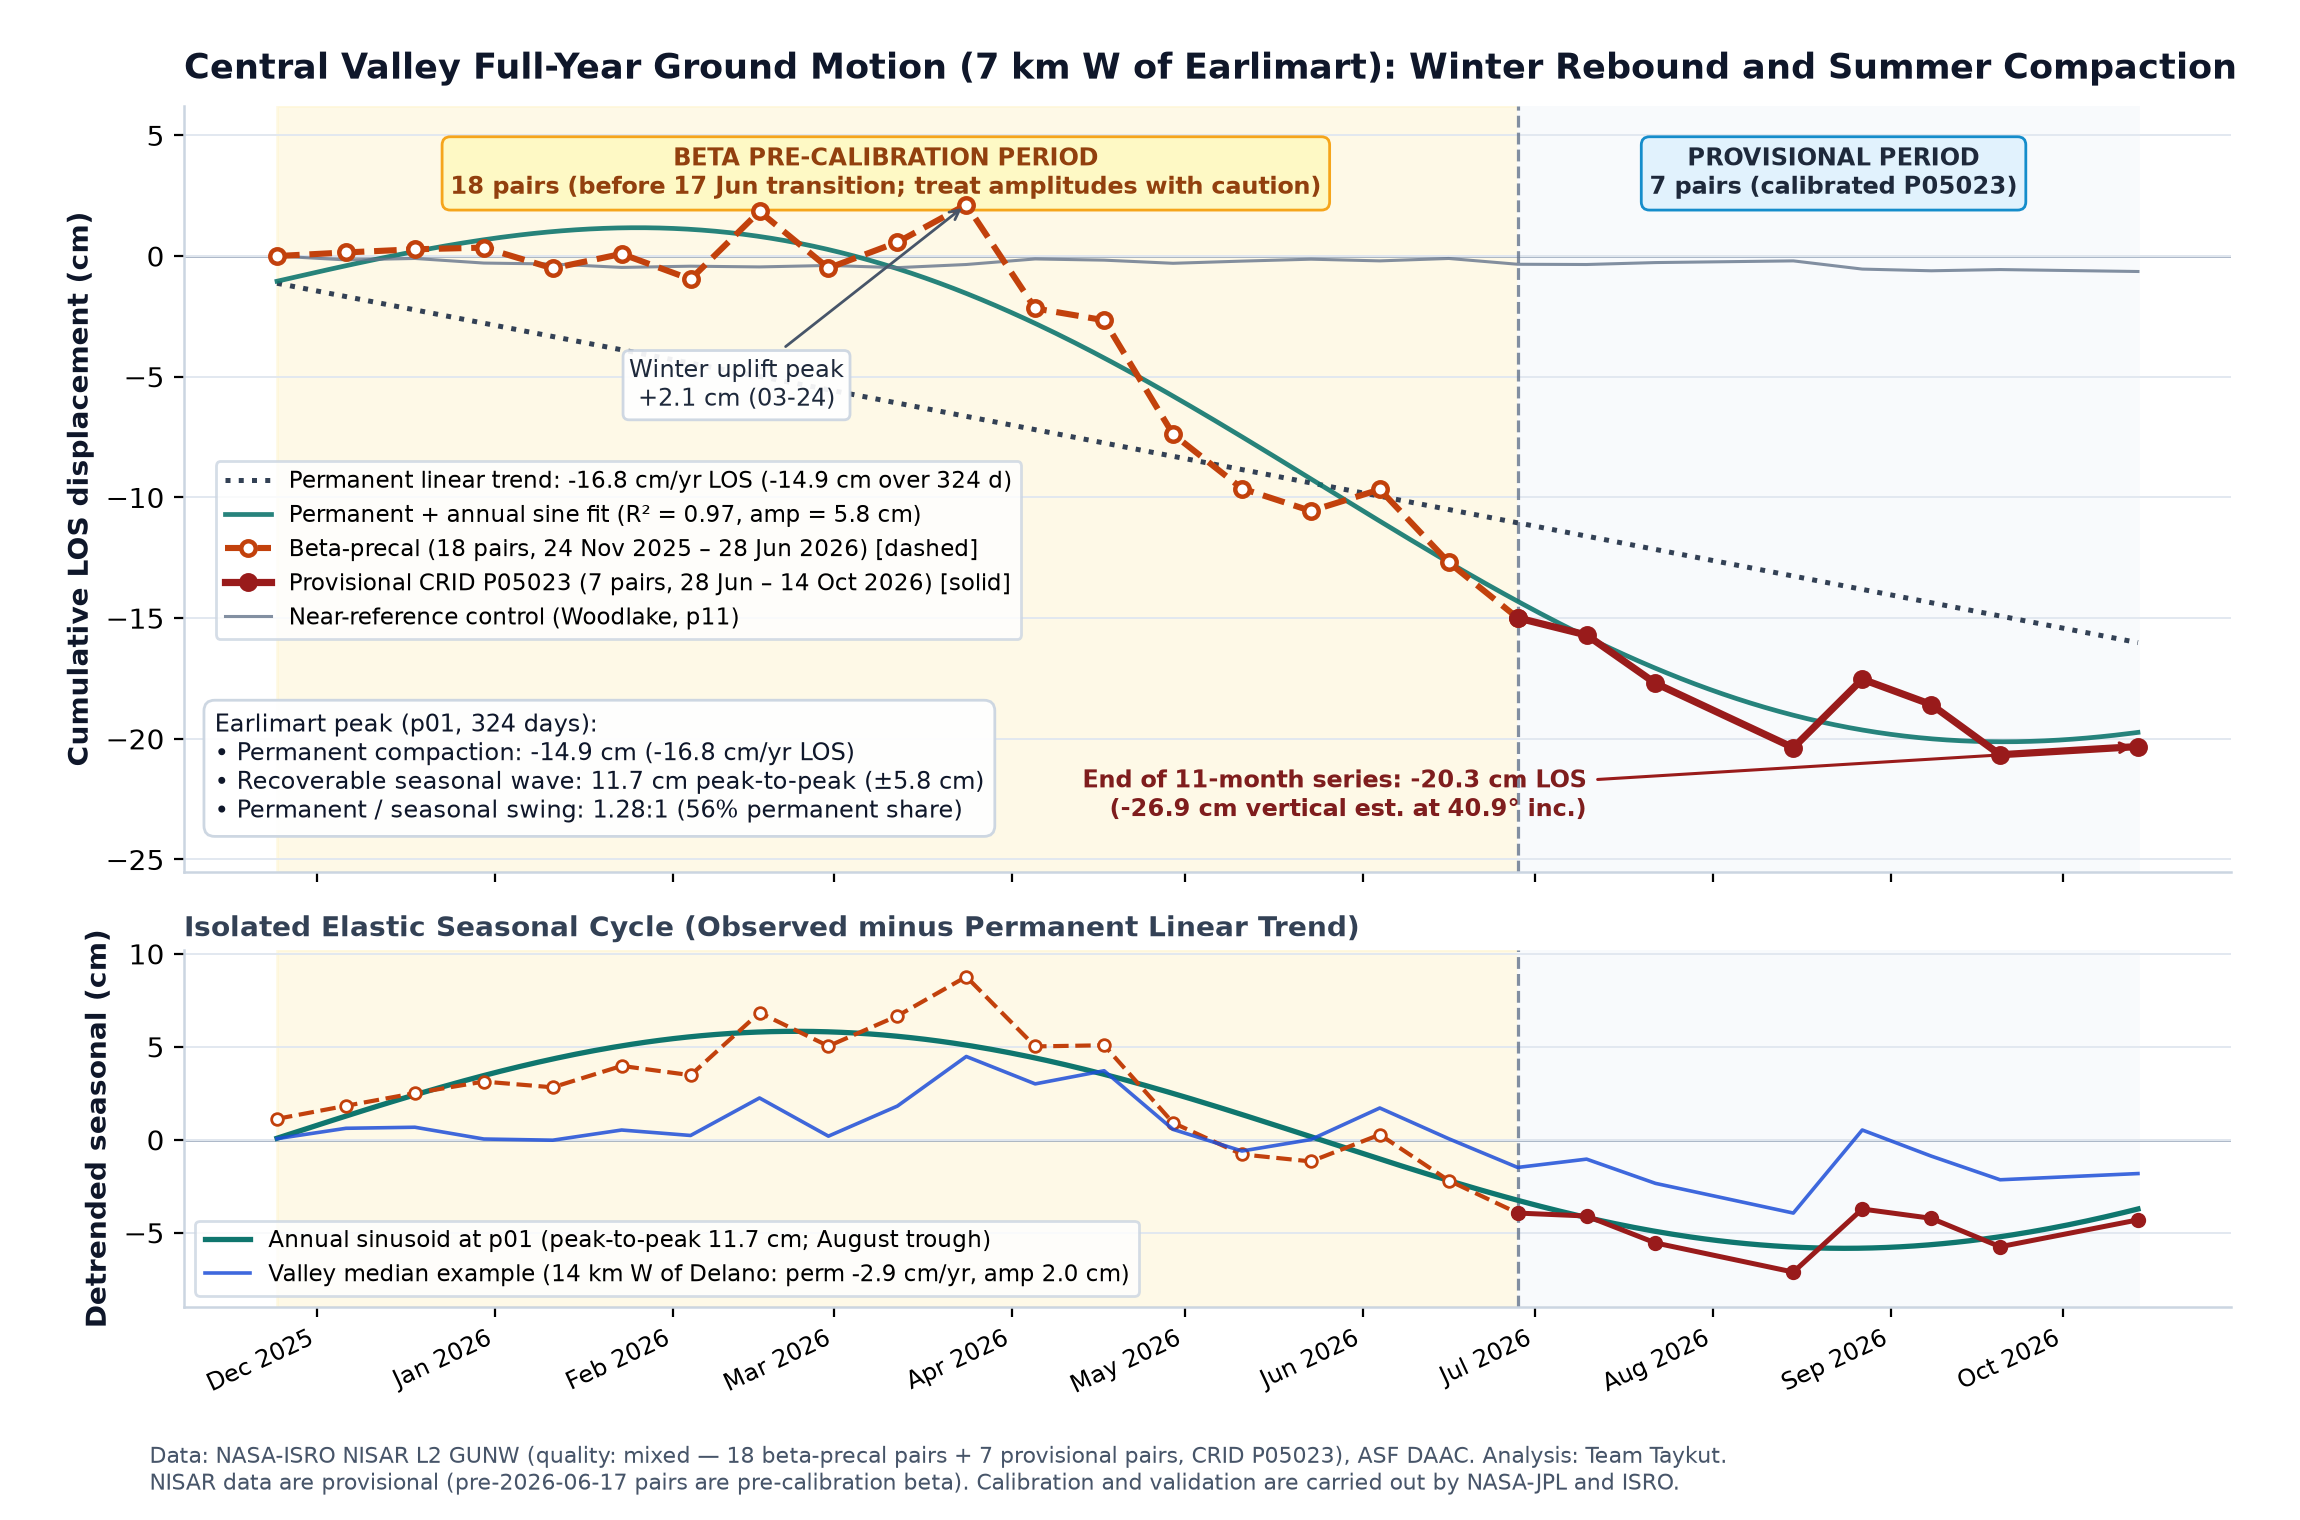 Central Valley Full-Year Ground Motion (7 km W of Earlimart): Winter Rebound and Summer Compaction
Cumulative LOS displacement (cm)
5
0
−5
−10
−15
−20
−25
BETA PRE-CALIBRATION PERIOD
18 pairs (before 17 Jun transition; treat amplitudes with caution)
PROVISIONAL PERIOD
7 pairs (calibrated P05023)
Winter uplift peak
+2.1 cm (03-24)
Permanent linear trend: -16.8 cm/yr LOS (-14.9 cm over 324 d)
Permanent + annual sine fit (R² = 0.97, amp = 5.8 cm)
Beta-precal (18 pairs, 24 Nov 2025 – 28 Jun 2026) [dashed]
Provisional CRID P05023 (7 pairs, 28 Jun – 14 Oct 2026) [solid]
Near-reference control (Woodlake, p11)
Earlimart peak (p01, 324 days):
• Permanent compaction: -14.9 cm (-16.8 cm/yr LOS)
• Recoverable seasonal wave: 11.7 cm peak-to-peak (±5.8 cm)
• Permanent / seasonal swing: 1.28:1 (56% permanent share)
End of 11-month series: -20.3 cm LOS
(-26.9 cm vertical est. at 40.9° inc.)
Isolated Elastic Seasonal Cycle (Observed minus Permanent Linear Trend)
Detrended seasonal (cm)
10
5
0
−5
Annual sinusoid at p01 (peak-to-peak 11.7 cm; August trough)
Valley median example (14 km W of Delano: perm -2.9 cm/yr, amp 2.0 cm)
Dec 2025
Jan 2026
Feb 2026
Mar 2026
Apr 2026
May 2026
Jun 2026
Jul 2026
Aug 2026
Sep 2026
Oct 2026
Data: NASA-ISRO NISAR L2 GUNW (quality: mixed — 18 beta-precal pairs + 7 provisional pairs, CRID P05023), ASF DAAC. Analysis: Team Taykut.
NISAR data are provisional (pre-2026-06-17 pairs are pre-calibration beta). Calibration and validation are carried out by NASA-JPL and ISRO.